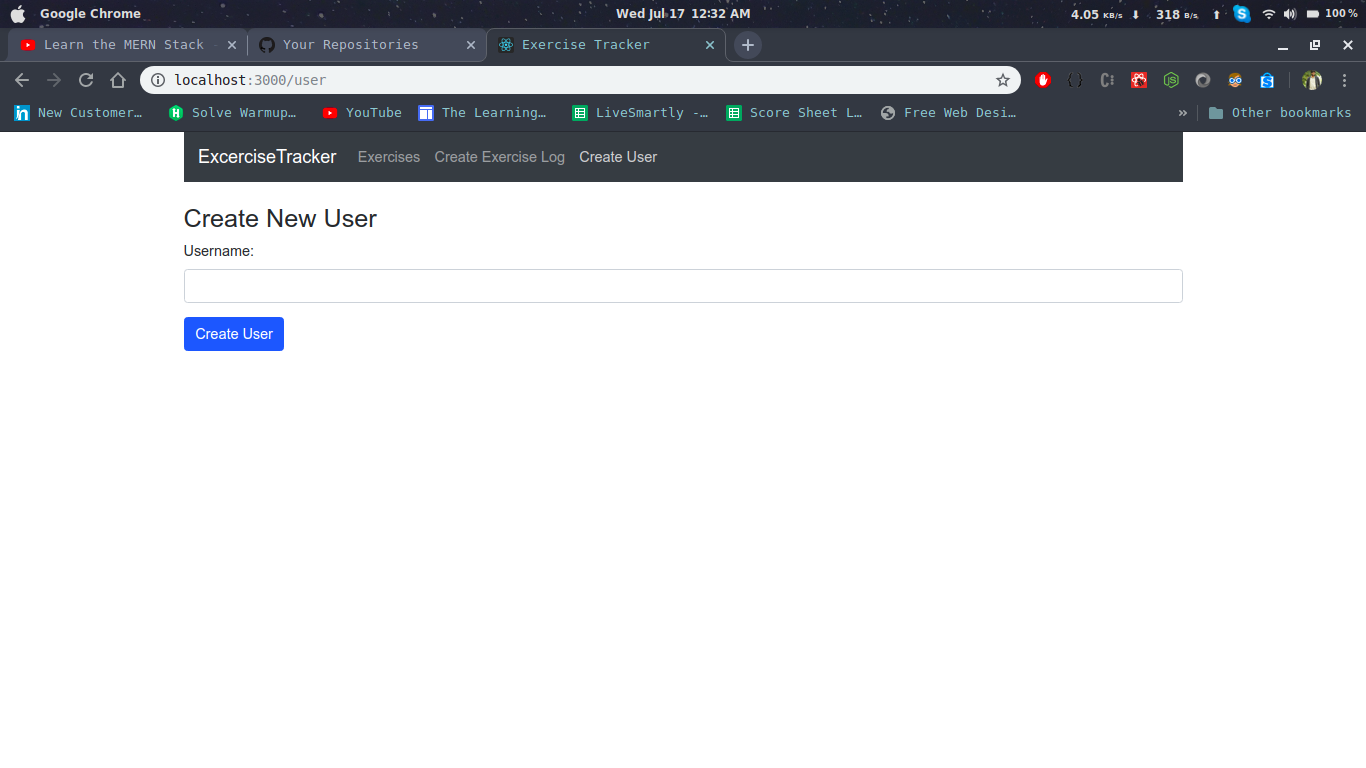 Google Chrome Wed Jul 17 12:32 AM 4.05 KB/s 318 B/s 100 %
Learn the MERN Stack - Your Repositories Exercise Tracker
localhost:3000/user
New Customer… Solve Warmup… YouTube The Learning… LiveSmartly -… Score Sheet L… Free Web Desi… » Other bookmarks
ExcerciseTracker Exercises Create Exercise Log Create User
Create New User
Username:
Create User